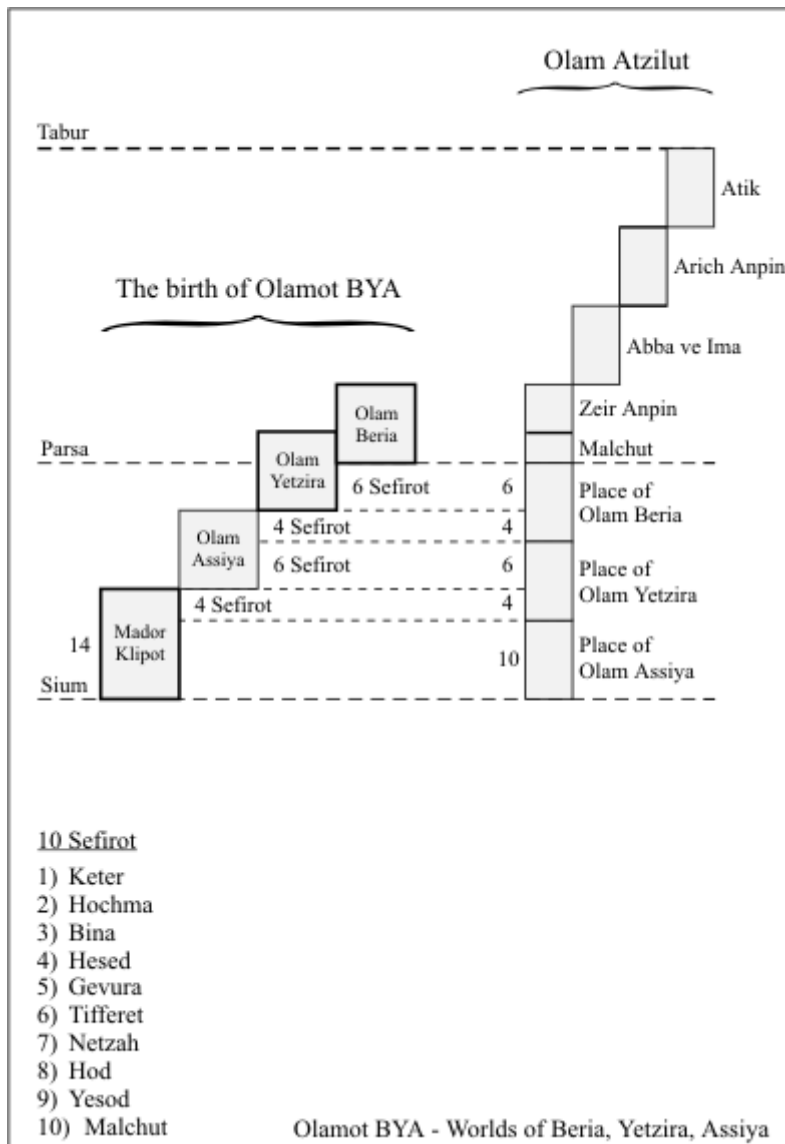 Olam Atzilut
Tabur
Atik
Arich Anpin
The birth of Olamot BYA
Abba ve Ima
Zeir Anpin
Olam
Beria
Parsa
Malchut
Olam
Yetzira
6 Sefirot
6
Place of
Olam Beria
4 Sefirot
4
Olam
Assiya
6 Sefirot
6
Place of
Olam Yetzira
4 Sefirot
4
14
Mador
Klipot
10
Place of
Olam Assiya
Sium
10 Sefirot
1) Keter
2) Hochma
3) Bina
4) Hesed
5) Gevura
6) Tifferet
7) Netzah
8) Hod
9) Yesod
10) Malchut
Olamot BYA - Worlds of Beria, Yetzira, Assiya